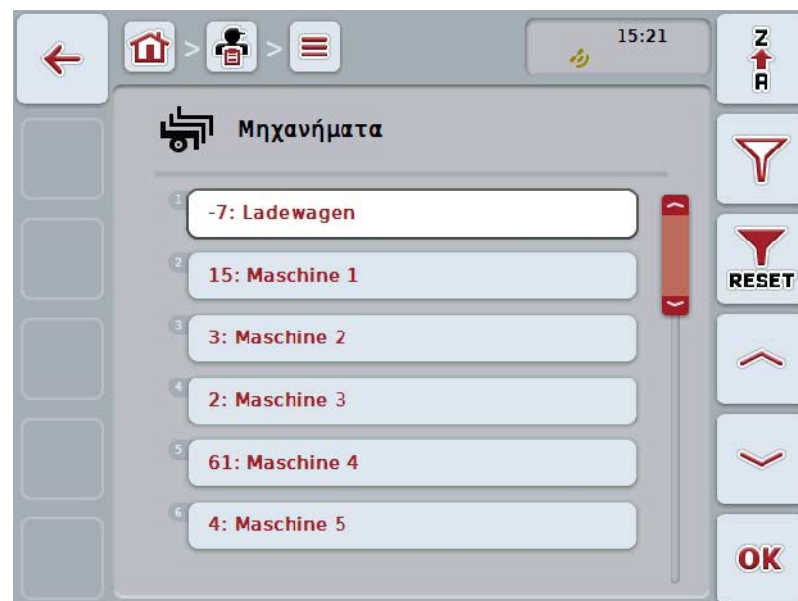 15:21
Z
A
Μηχανήματα
1
-7: Ladewagen
2
15: Maschine 1
RESET
3
3: Maschine 2
4
2: Maschine 3
5
61: Maschine 4
6
4: Maschine 5
OK